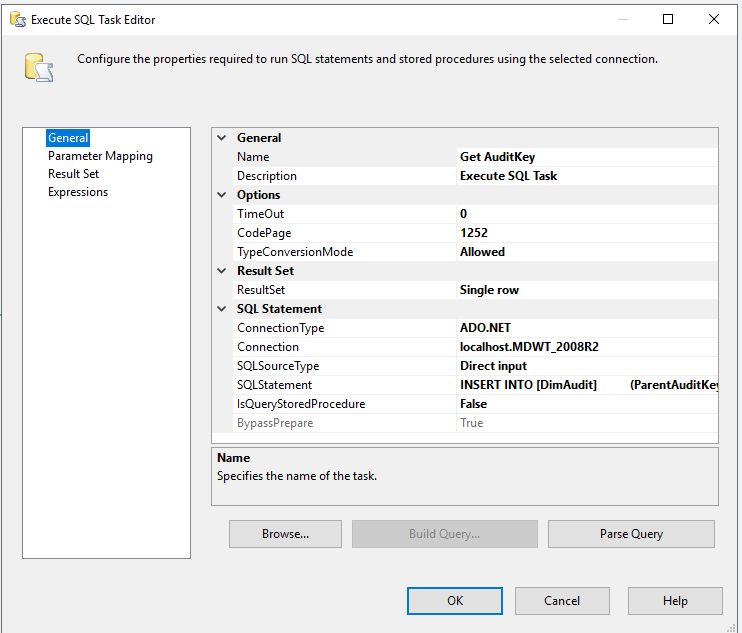 Execute SQL Task Editor
Configure the properties required to run SQL statements and stored procedures using the selected connection.
General
Parameter Mapping
Result Set
Expressions
General
Name Get AuditKey
Description Execute SQL Task
Options
TimeOut 0
CodePage 1252
TypeConversionMode Allowed
Result Set
ResultSet Single row
SQL Statement
ConnectionType ADO.NET
Connection localhost.MDWT_2008R2
SQLSourceType Direct input
SQLStatement INSERT INTO [DimAudit] (ParentAuditKey
IsQueryStoredProcedure False
BypassPrepare True
Name
Specifies the name of the task.
Browse... Build Query... Parse Query
OK Cancel Help